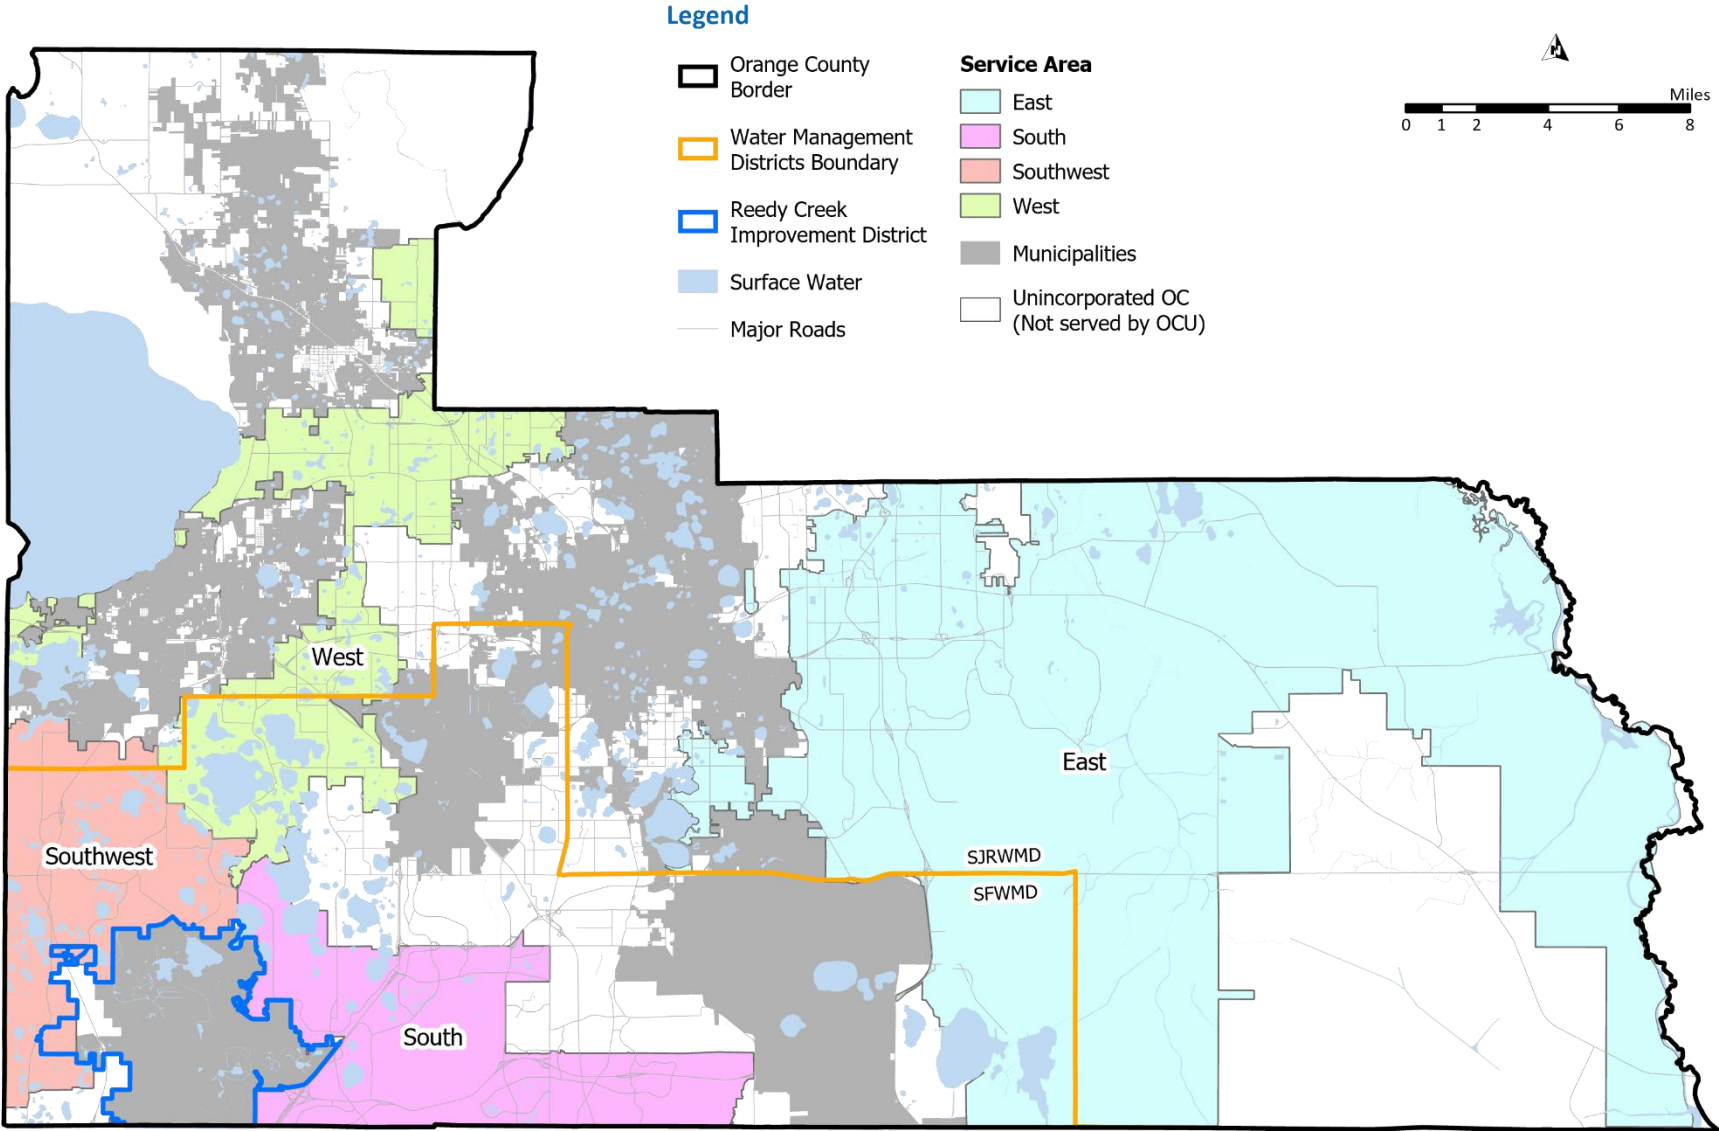 Legend
Orange County
Border
Water Management
Districts Boundary
Reedy Creek
Improvement District
Surface Water
Major Roads
Service Area
East
South
Southwest
West
Municipalities
Unincorporated OC
(Not served by OCU)
N
Miles
0 1 2 4 6 8
West
East
Southwest
SJRWMD
SFWMD
South